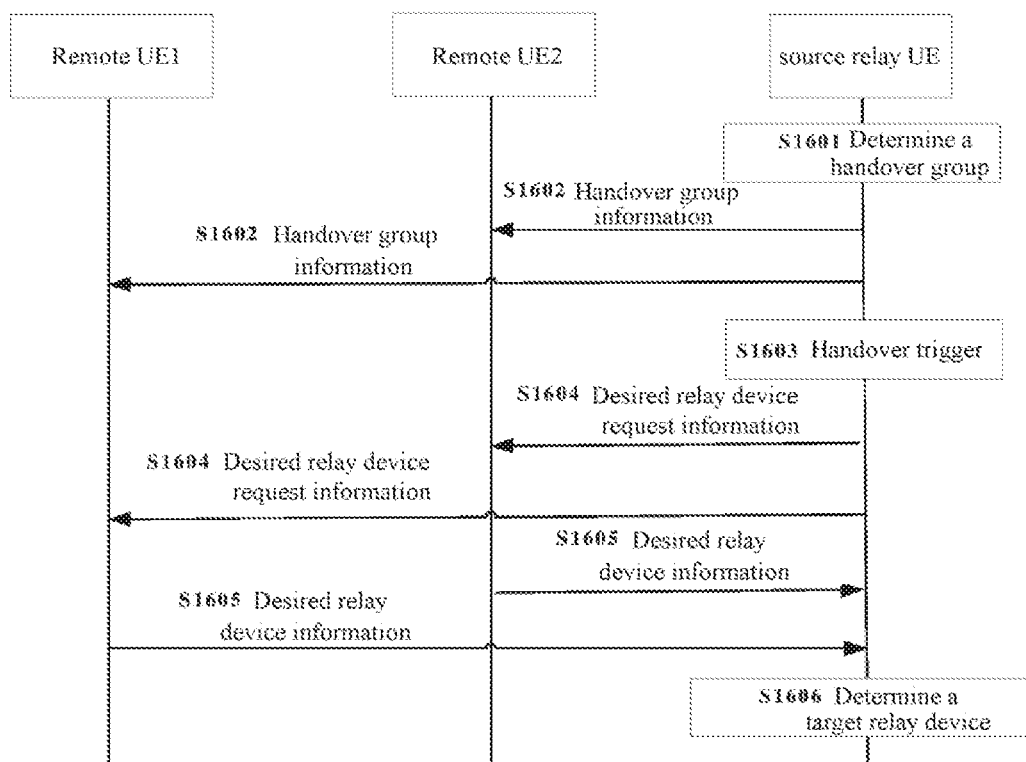 Remote UE1
Remote UE2
source relay UE
S1601 Determine a
handover group
S1602 Handover group
information
S1602 Handover group
information
S1603 Handover trigger
S1604 Desired relay device
request information
S1604 Desired relay device
request information
S1605 Desired relay
device information
S1605 Desired relay
device information
S1606 Determine a
target relay device